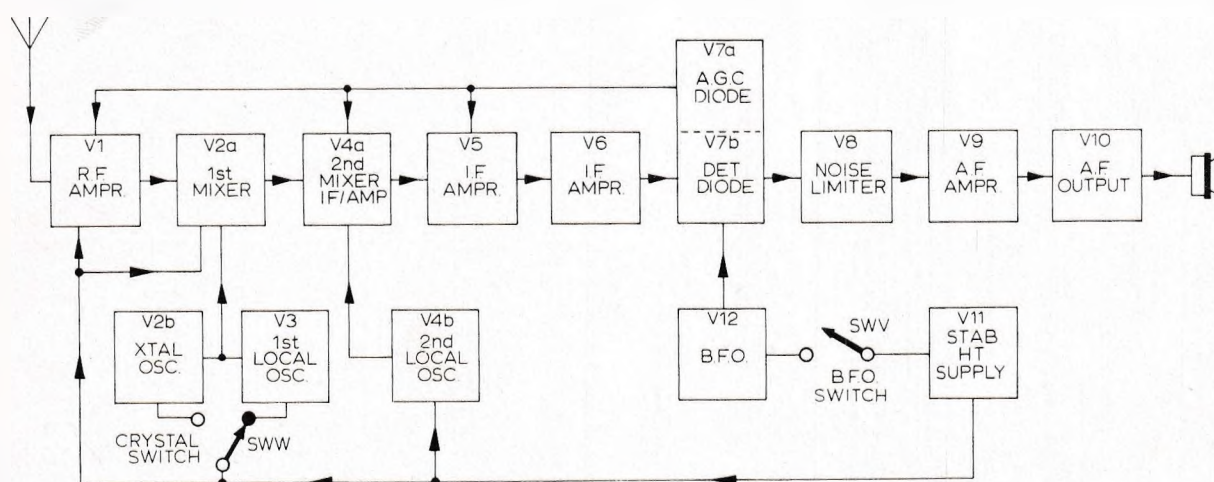 V7a
A.G.C
DIODE
V1
R.F
AMPR.
V2a
1st
MIXER
V4a
2nd
MIXER
IF/AMP
V5
I.F
AMPR.
V6
I.F
AMPR.
V7b
DET
DIODE
V8
NOISE
LIMITER
V9
A.F
AMPR.
V10
A.F
OUTPUT
V2b
XTAL
OSC.
V3
1st
LOCAL
OSC.
V4b
2nd
LOCAL
OSC.
V12
B.F.O.
SWV
B.F.O.
SWITCH
V11
STAB
HT
SUPPLY
CRYSTAL
SWITCH
SWW